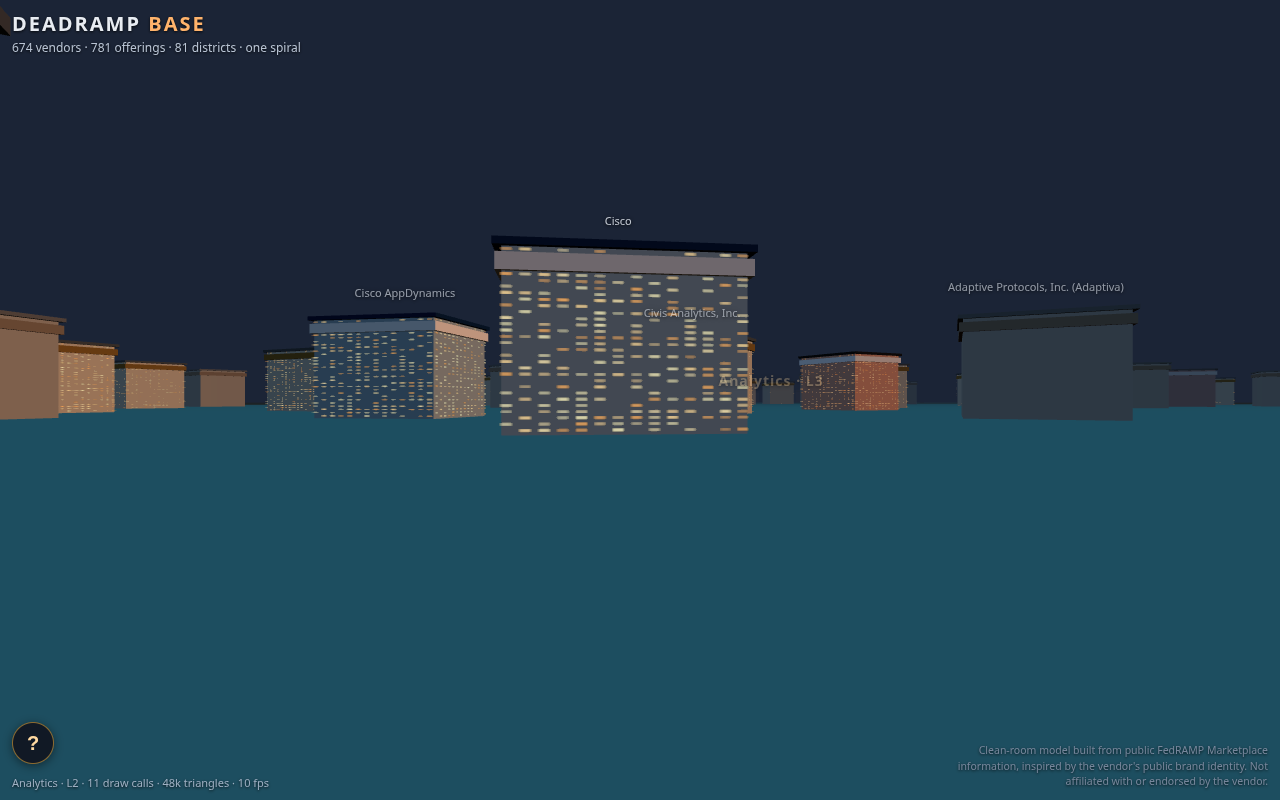 DEADRAMP BASE
674 vendors · 781 offerings · 81 districts · one spiral
Cisco
Cisco AppDynamics
Adaptive Protocols, Inc. (Adaptiva)
Civis Analytics, Inc.
Analytics · L3
?
Analytics · L2 · 11 draw calls · 48k triangles · 10 fps
Clean-room model built from public FedRAMP Marketplace
information, inspired by the vendor's public brand identity. Not
affiliated with or endorsed by the vendor.